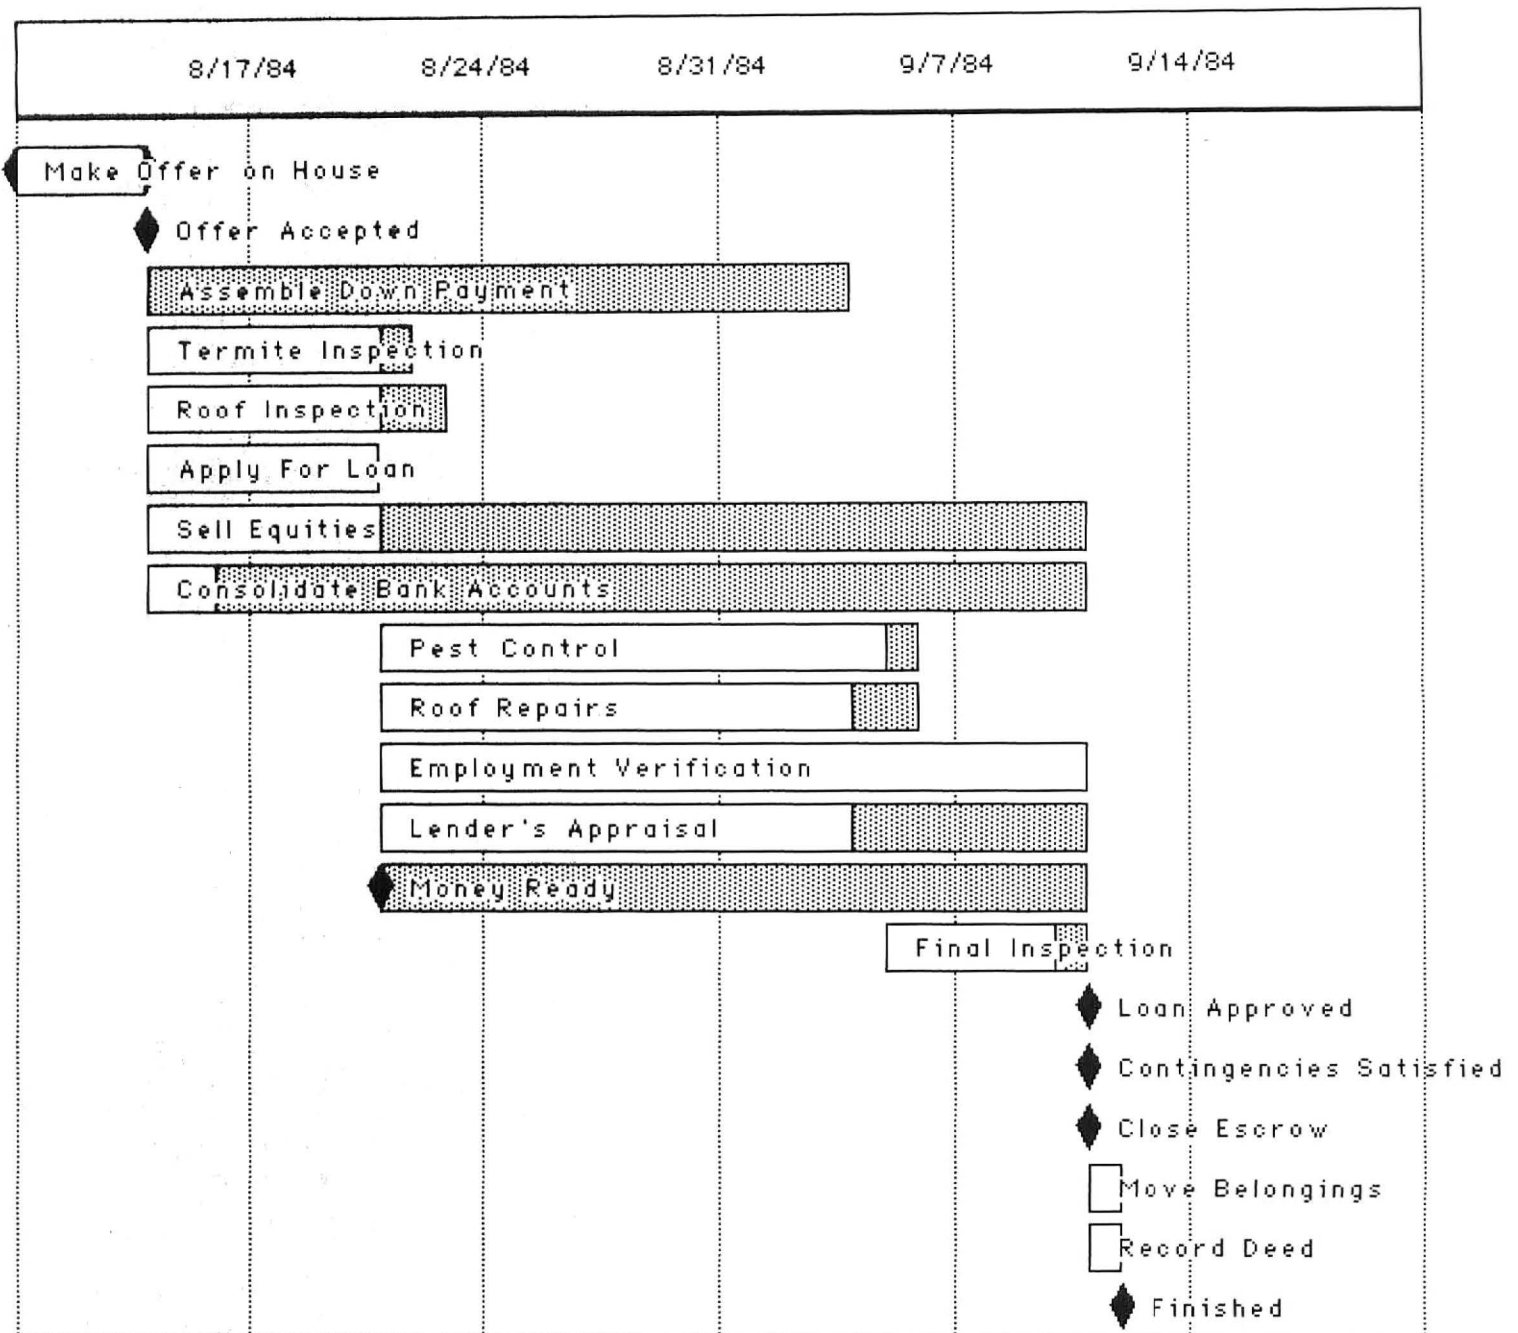 8/17/84 8/24/84 8/31/84 9/7/84 9/14/84
Make Offer on House
Offer Accepted
Assemble Down Payment
Termite Inspection
Roof Inspection
Apply For Loan
Sell Equities
Consolidate Bank Accounts
Pest Control
Roof Repairs
Employment Verification
Lender's Appraisal
Money Ready
Final Inspection
Loan Approved
Contingencies Satisfied
Close Escrow
Move Belongings
Record Deed
Finished